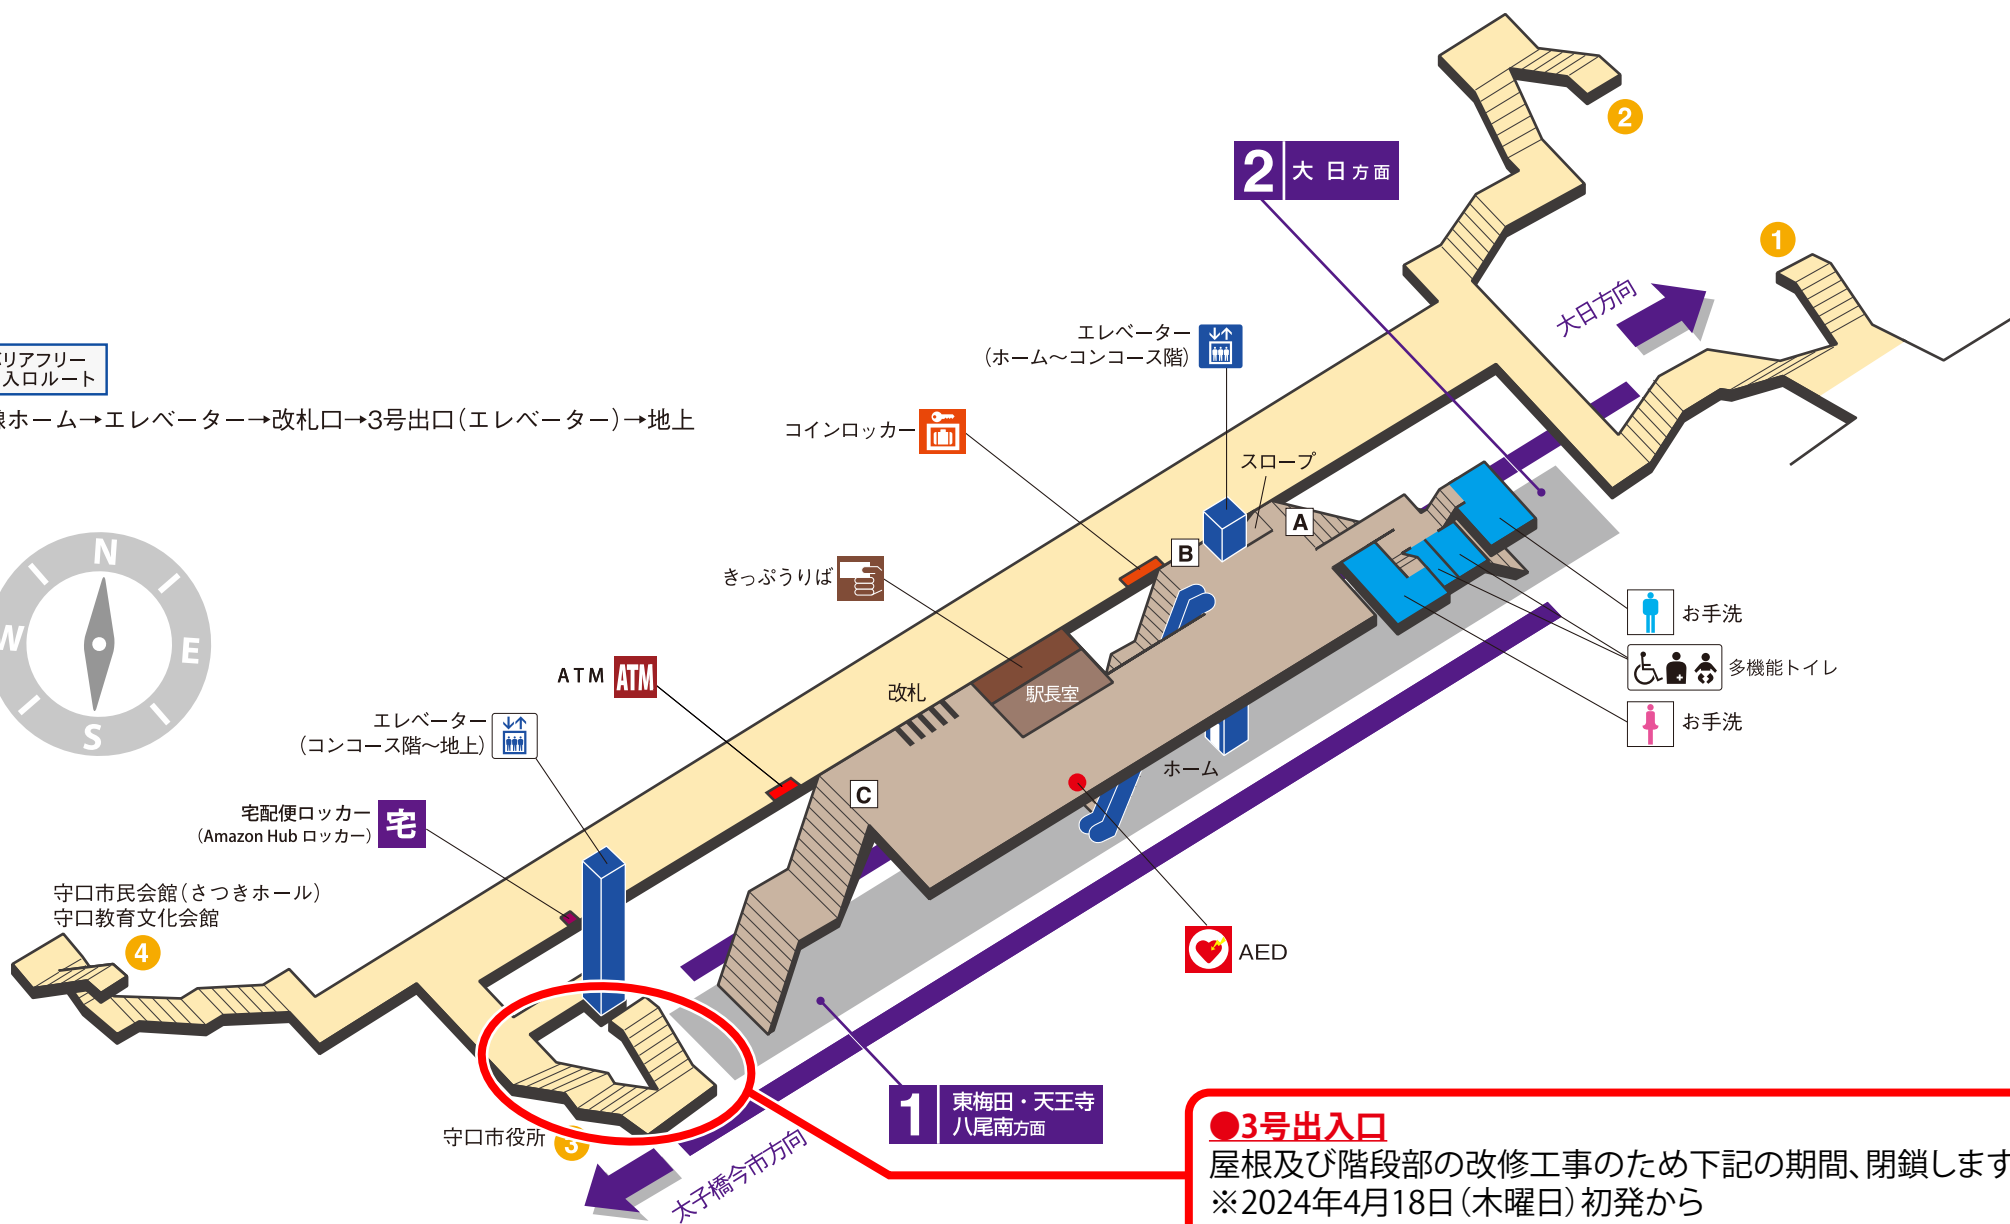 2
1
2 大日方面
大日方向
エレベーター
(ホーム～コンコース階)
リアフリー
入口ルート
ホーム→エレベーター→改札口→3号出口(エレベーター)→地上
コインロッカー
スロープ
A
B
N
E
S
W
きっぷうりば
お手洗
多機能トイレ
お手洗
ATM
ATM
改札
駅長室
エレベーター
(コンコース階～地上)
ホーム
C
宅配便ロッカー
(Amazon Hub ロッカー)
宅
守口市民会館(さつきホール)
守口教育文化会館
4
AED
1 東梅田・天王寺
八尾南方面
守口市役所
3
太子橋今市方向
●3号出入口
屋根及び階段部の改修工事のため下記の期間、閉鎖します
※2024年4月18日(木曜日)初発から